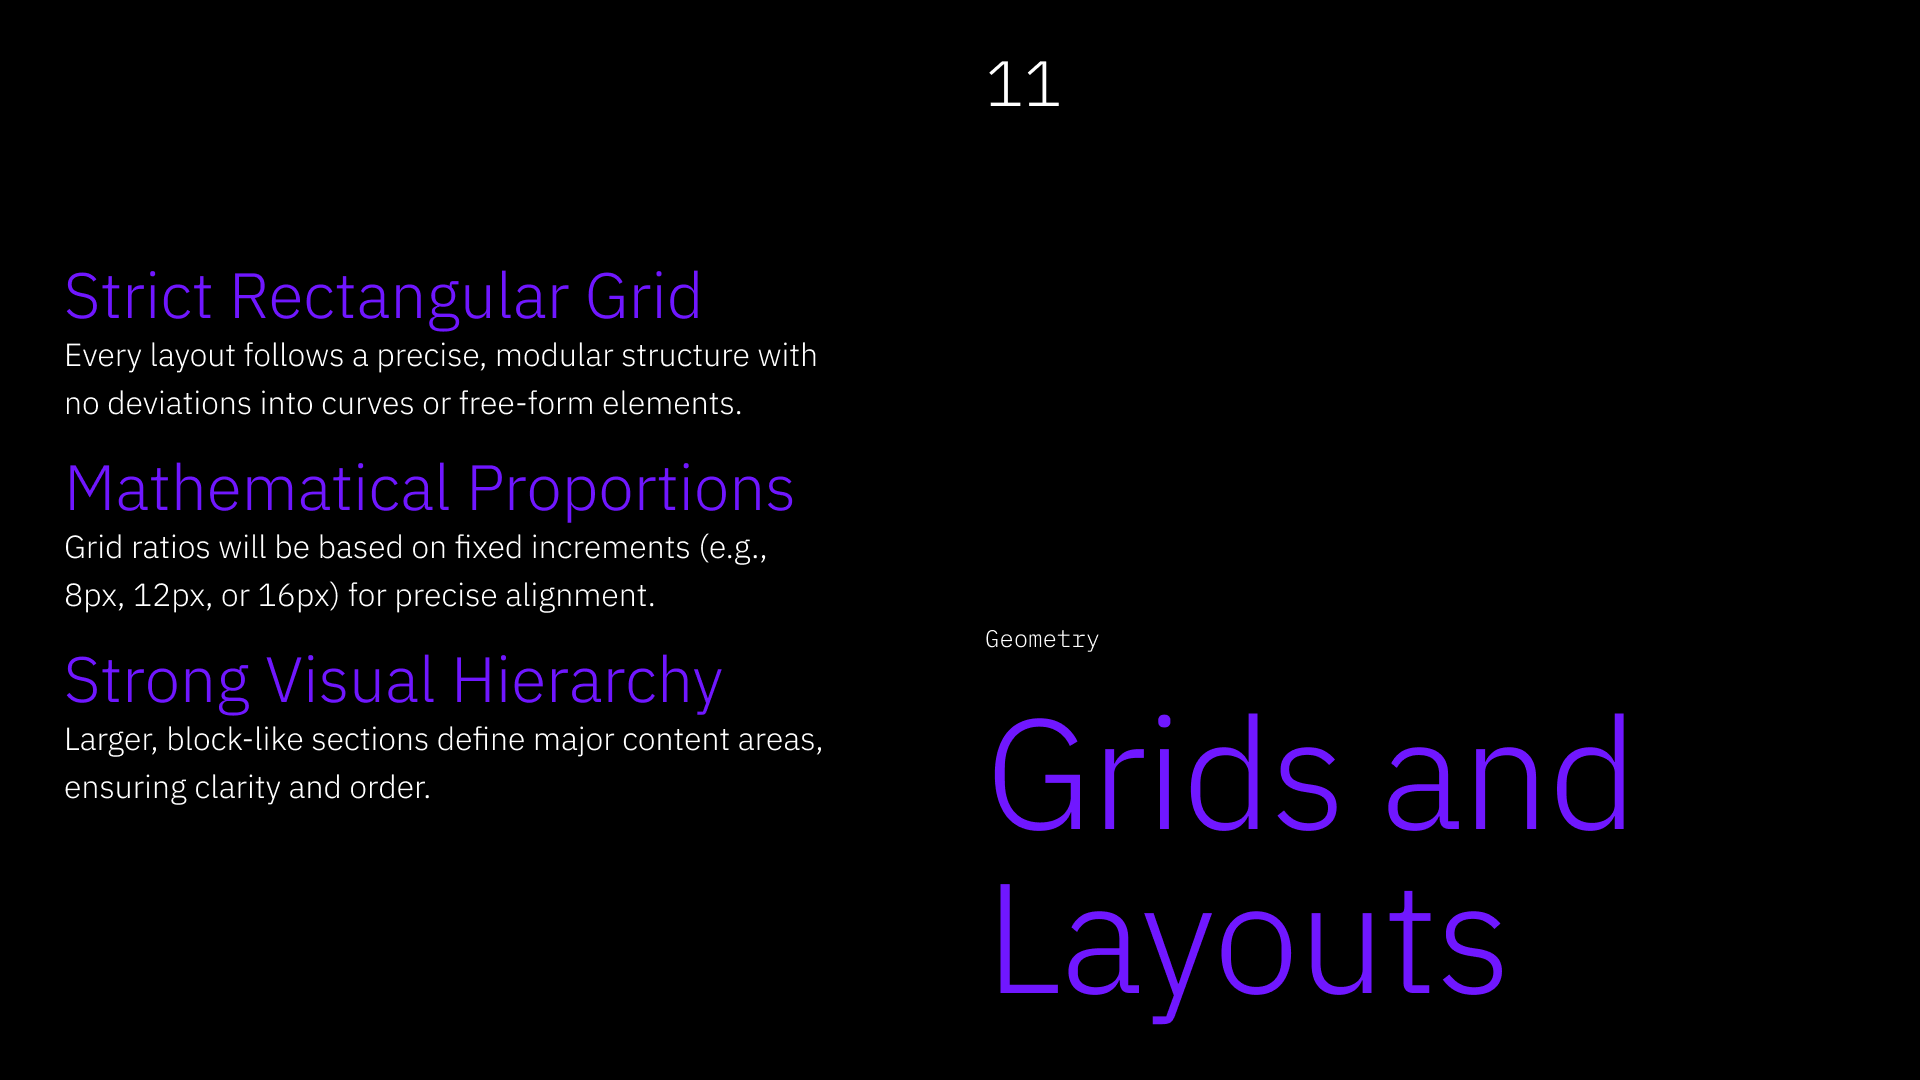 11
Strict Rectangular Grid
Every layout follows a precise, modular structure with
no deviations into curves or free-form elements.
Mathematical Proportions
Grid ratios will be based on fixed increments (e.g.,
8px, 12px, or 16px) for precise alignment.
Strong Visual Hierarchy
Larger, block-like sections define major content areas,
ensuring clarity and order.
Geometry
Grids and
Layouts